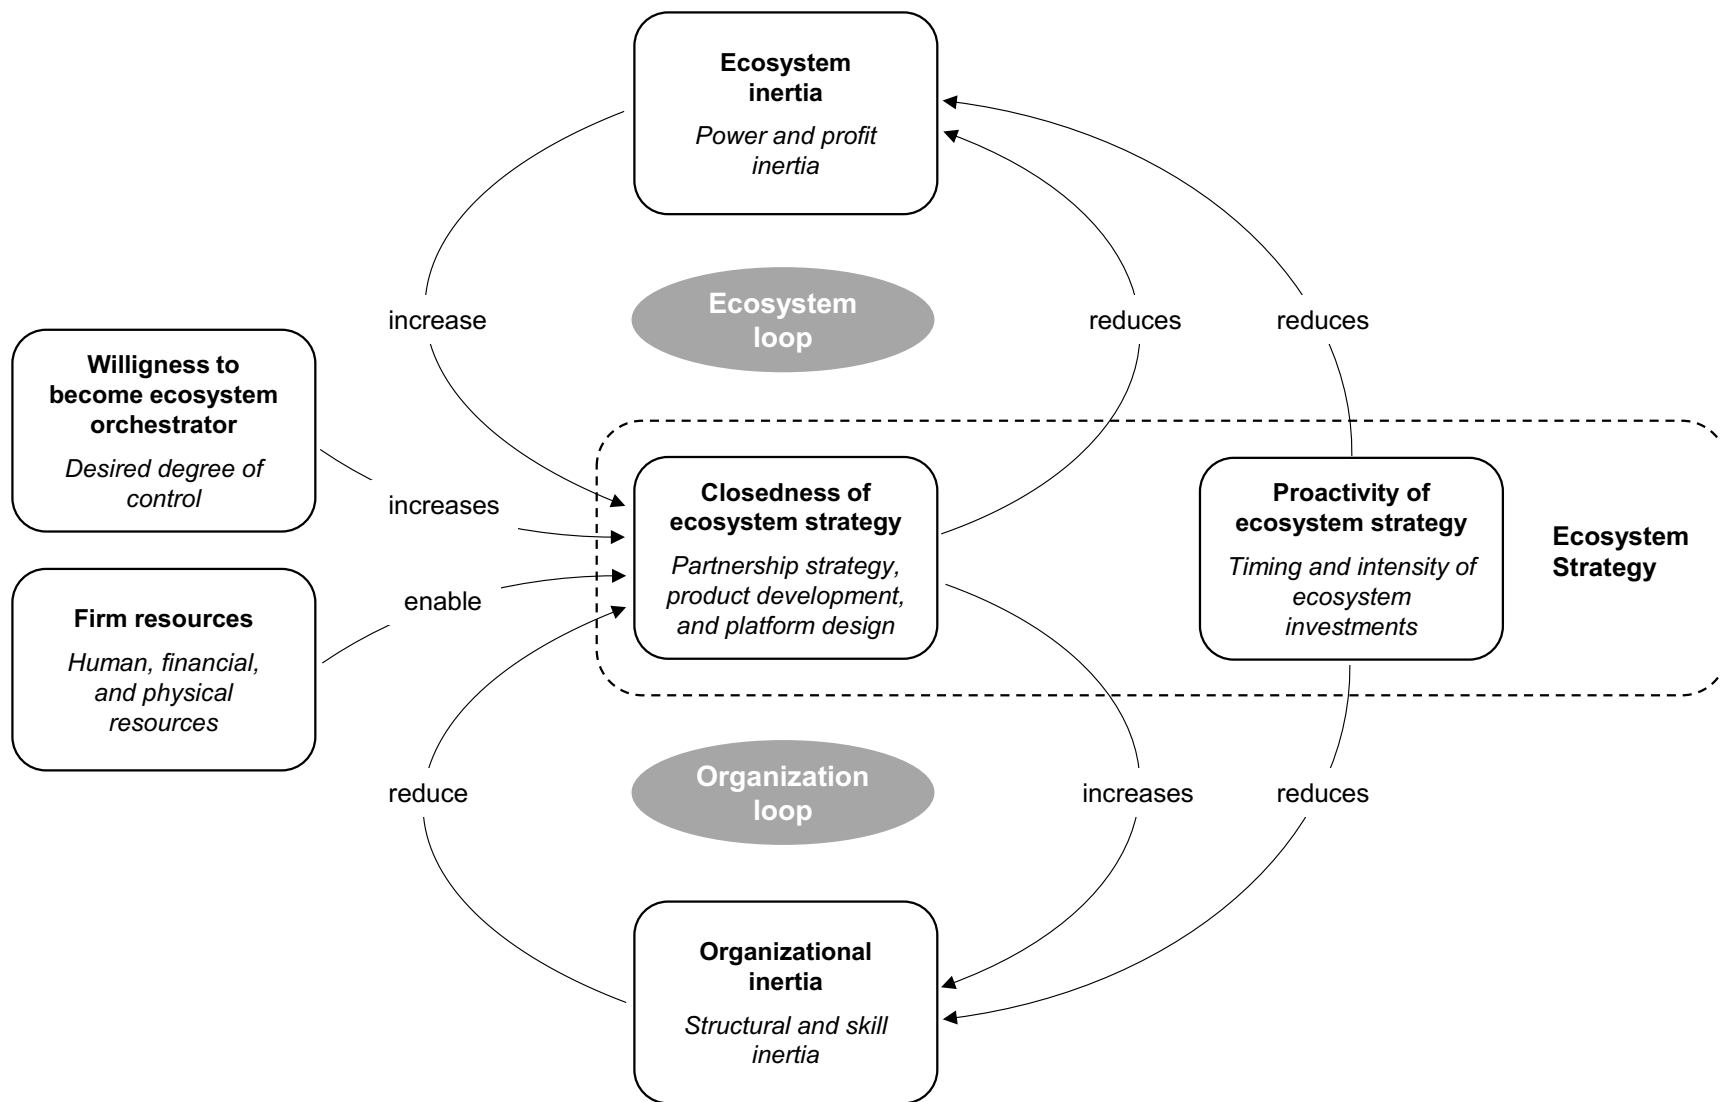 Ecosystem
inertia
Power and profit
inertia
Ecosystem
loop
increase
reduces
reduces
Willigness to
become ecosystem
orchestrator
Desired degree of
control
increases
Closedness of
ecosystem strategy
Partnership strategy,
product development,
and platform design
Proactivity of
ecosystem strategy
Timing and intensity of
ecosystem
investments
Ecosystem
Strategy
Firm resources
Human, financial,
and physical
resources
enable
Organization
loop
reduce
increases
reduces
Organizational
inertia
Structural and skill
inertia